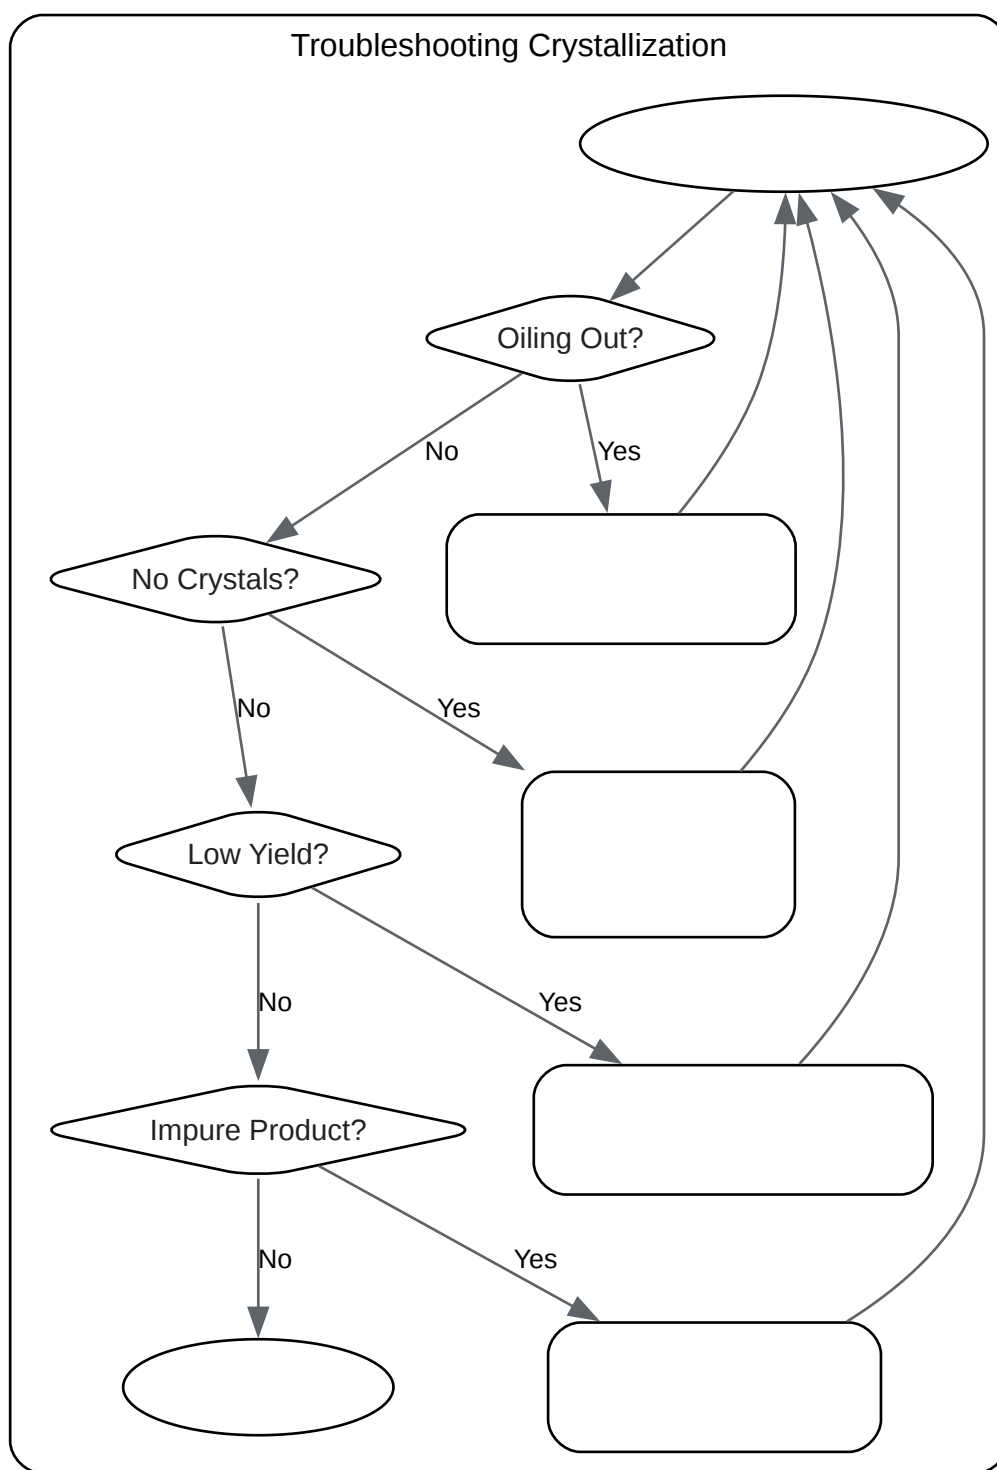 Troubleshooting Crystallization
Oiling Out?
No
Yes
No Crystals?
No
Yes
Low Yield?
No
Yes
Impure Product?
No
Yes